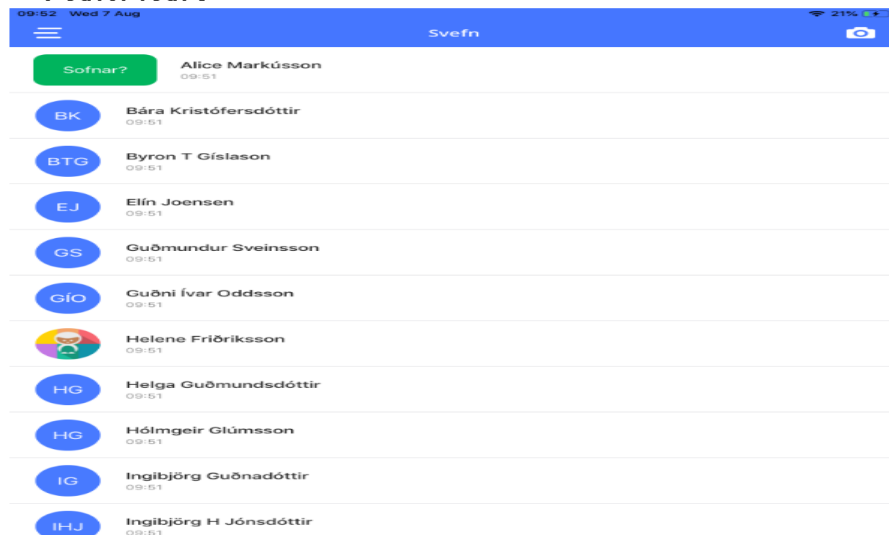 09:52 Wed 7 Aug 21%
Svefn
Sofnar? Alice Markússon
09:51
BK Bára Kristófersdóttir
09:51
BTG Byron T Gíslason
09:51
EJ Elín Joensen
09:51
GS Guðmundur Sveinsson
09:51
GÍO Guðni Ívar Oddsson
09:51
Helene Friðriksson
09:51
HG Helga Guðmundsdóttir
09:51
HG Hólmgeir Glúmsson
09:51
IG Ingibjörg Guðnadóttir
09:51
IHJ Ingibjörg H Jónsdóttir
09:51